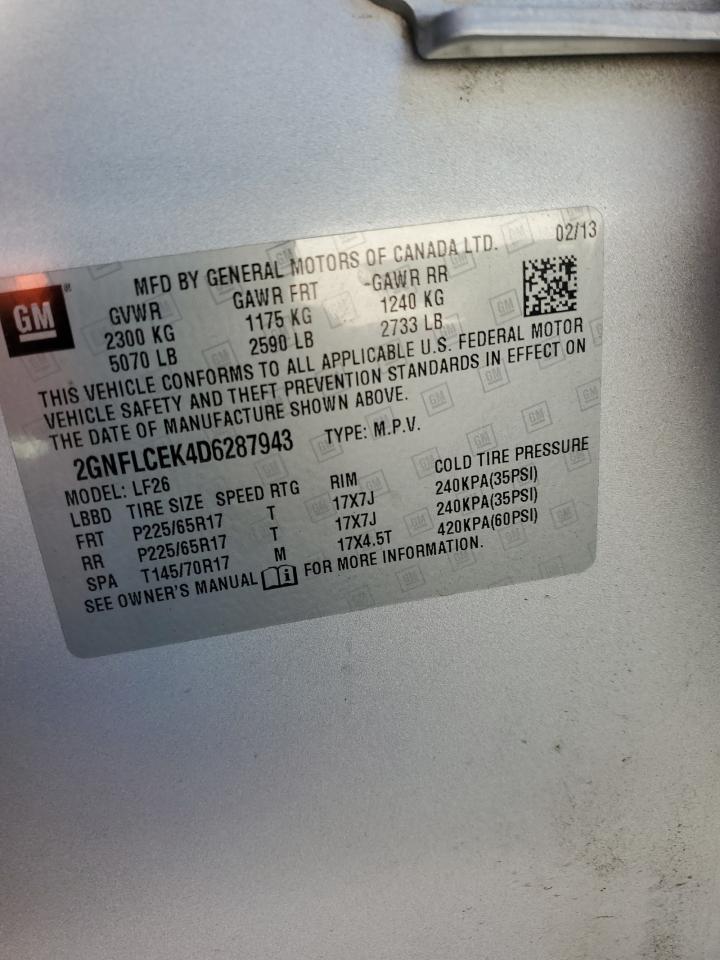 02/13
MFD BY GENERAL MOTORS OF CANADA LTD.
GM
GVWR GAWR FRT -GAWR RR
2300 KG 1175 KG 1240 KG
5070 LB 2590 LB 2733 LB
THIS VEHICLE CONFORMS TO ALL APPLICABLE U.S. FEDERAL MOTOR
VEHICLE SAFETY AND THEFT PREVENTION STANDARDS IN EFFECT ON
THE DATE OF MANUFACTURE SHOWN ABOVE.
2GNFLCEK4D6287943 TYPE: M.P.V.
MODEL: LF26
LBBD TIRE SIZE SPEED RTG RIM COLD TIRE PRESSURE
FRT P225/65R17 T 17X7J 240KPA(35PSI)
RR P225/65R17 T 17X7J 240KPA(35PSI)
SPA T145/70R17 M 17X4.5T 420KPA(60PSI)
SEE OWNER'S MANUAL FOR MORE INFORMATION.